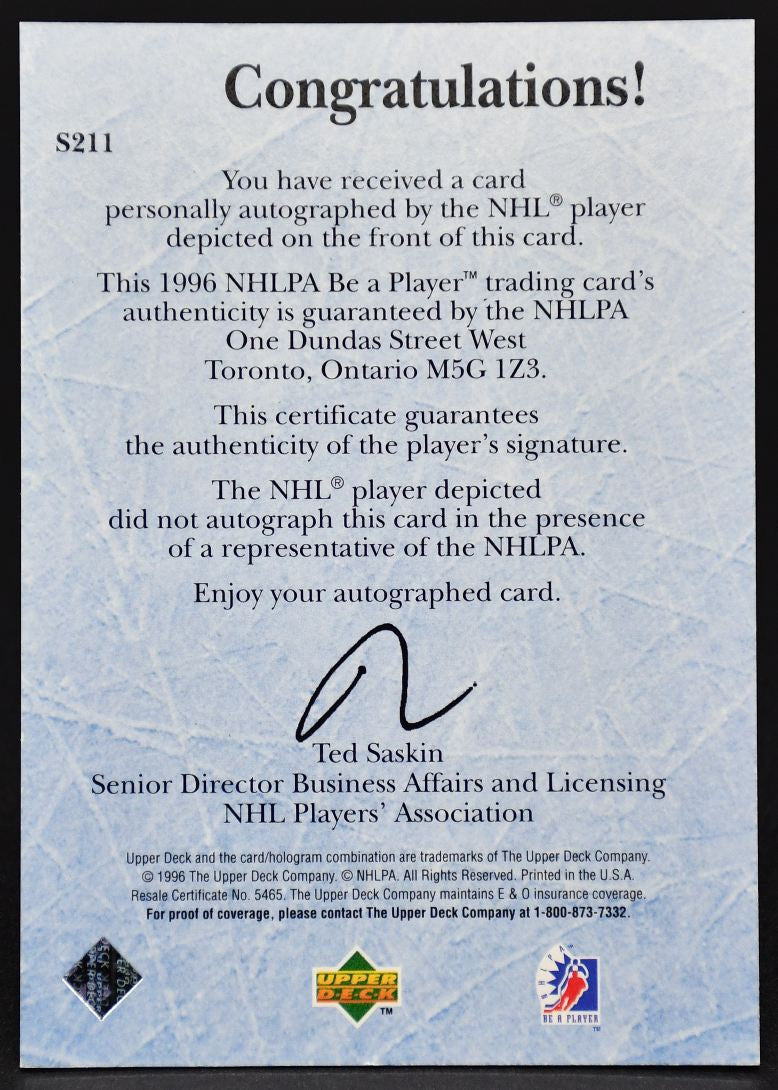 Congratulations!
S211
You have received a card
personally autographed by the NHL® player
depicted on the front of this card.
This 1996 NHLPA Be a Player™ trading card's
authenticity is guaranteed by the NHLPA
One Dundas Street West
Toronto, Ontario M5G 1Z3.
This certificate guarantees
the authenticity of the player's signature.
The NHL® player depicted
did not autograph this card in the presence
of a representative of the NHLPA.
Enjoy your autographed card.
Ted Saskin
Senior Director Business Affairs and Licensing
NHL Players' Association
Upper Deck and the card/hologram combination are trademarks of The Upper Deck Company.
© 1996 The Upper Deck Company. © NHLPA. All Rights Reserved. Printed in the U.S.A.
Resale Certificate No. 5465. The Upper Deck Company maintains E & O insurance coverage.
For proof of coverage, please contact The Upper Deck Company at 1-800-873-7332.
UPPER
D·E·C·K
™
NHLPA
BE A PLAYER
™